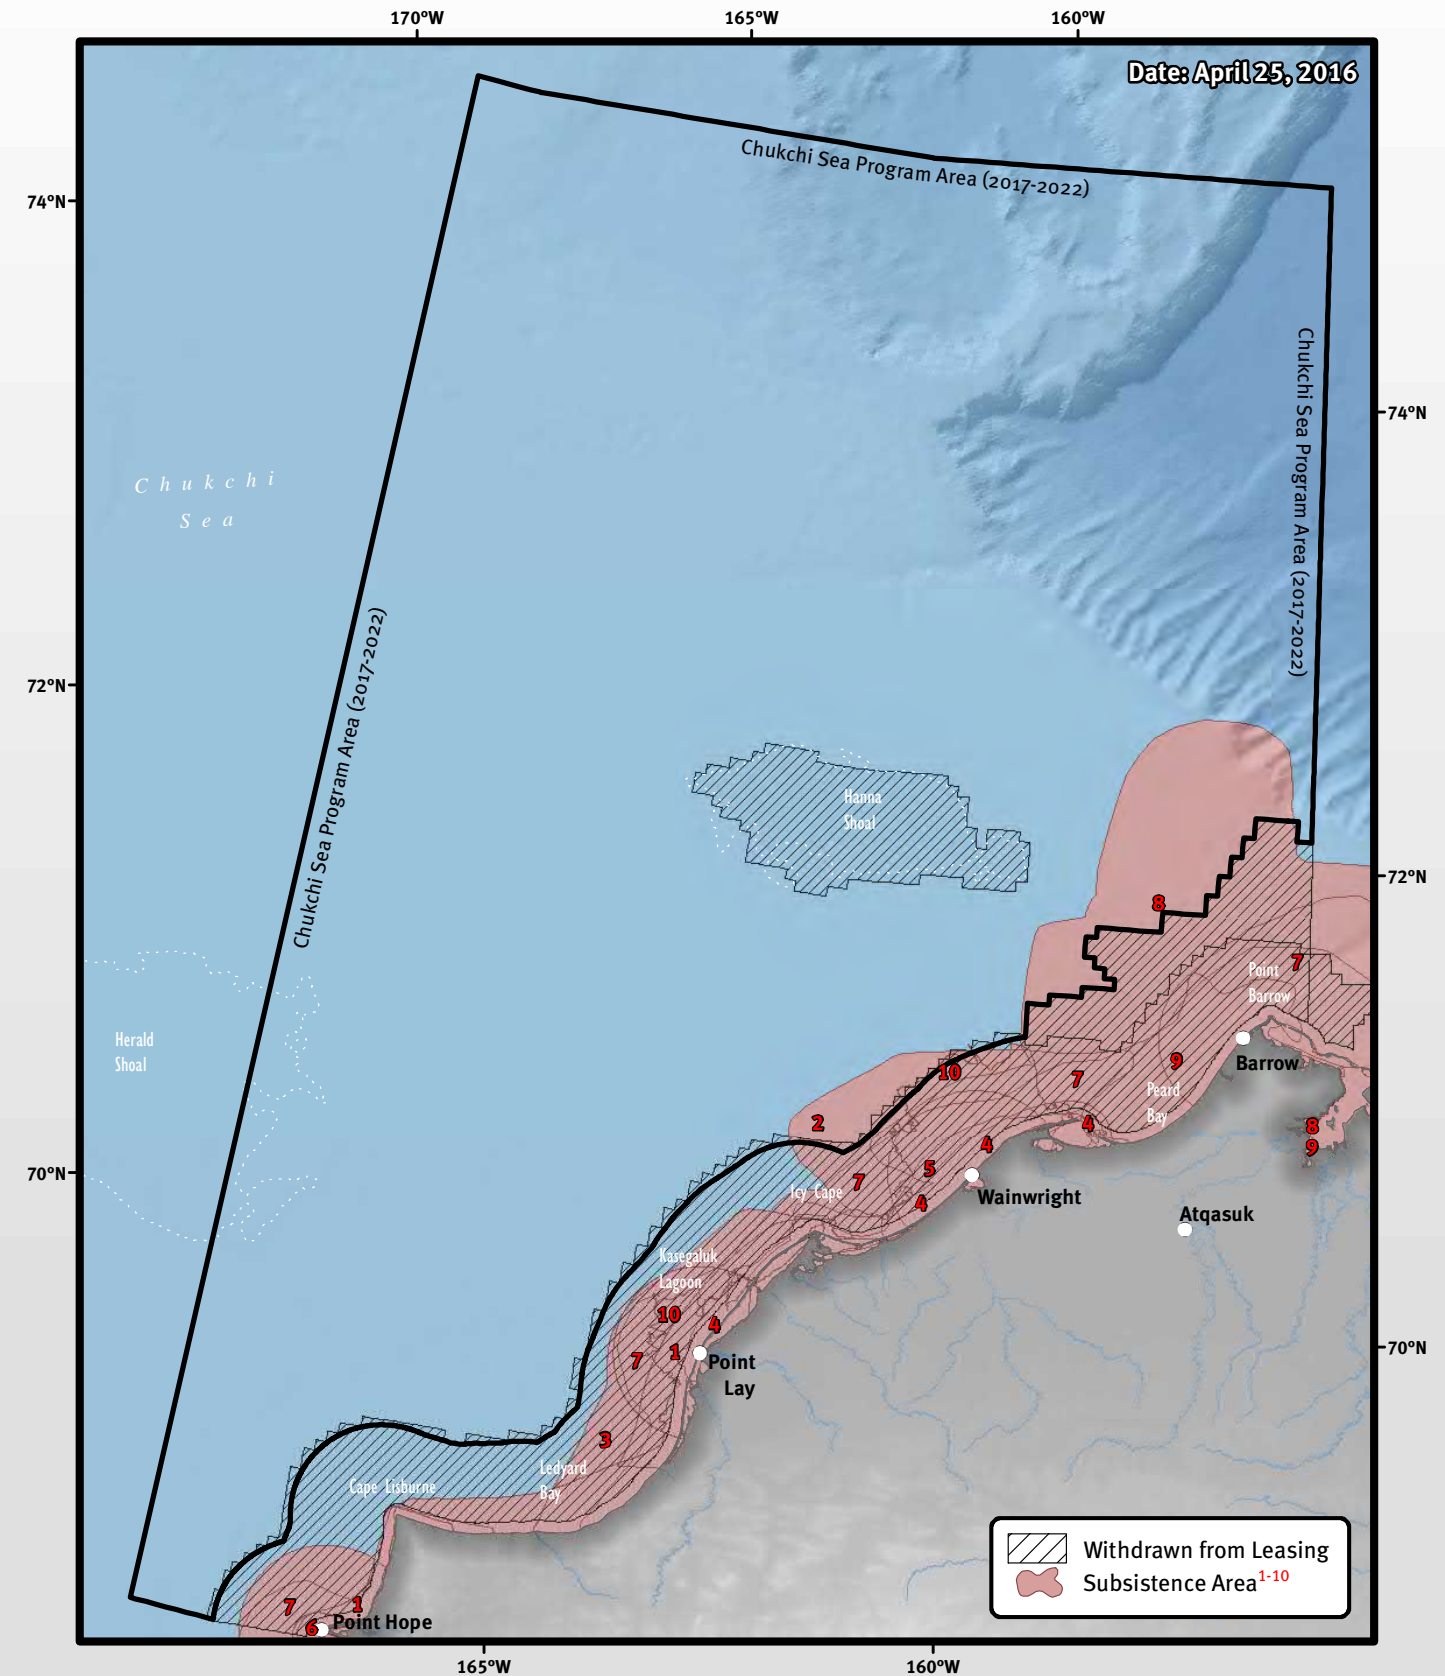 170°W
165°W
160°W
Date: April 25, 2016
Chukchi Sea Program Area (2017-2022)
74°N
Chukchi Sea Program Area (2017-2022)
74°N
Chukchi
Sea
Chukchi Sea Program Area (2017-2022)
72°N
Hanna
Shoal
72°N
8
7
Point
Barrow
Herald
Shoal
Barrow
9
10
7
Peard
Bay
2
4
8
9
4
70°N
5
7
Icy Cape
4
Wainwright
Atqasuk
Kasegaluk
Lagoon
10
4
70°N
1
7
Point
Lay
3
Ledyard
Bay
Cape Lisburne
Withdrawn from Leasing
Subsistence Area1-10
7
1
6
Point Hope
165°W
160°W